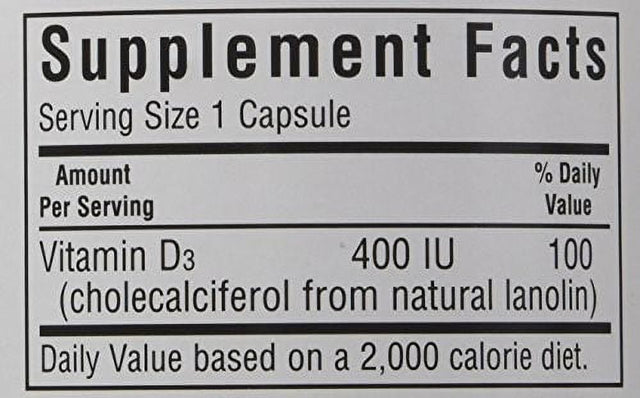 Supplement Facts
Serving Size 1 Capsule
Amount % Daily
Per Serving Value
Vitamin D3 400 IU 100
(cholecalciferol from natural lanolin)
Daily Value based on a 2,000 calorie diet.